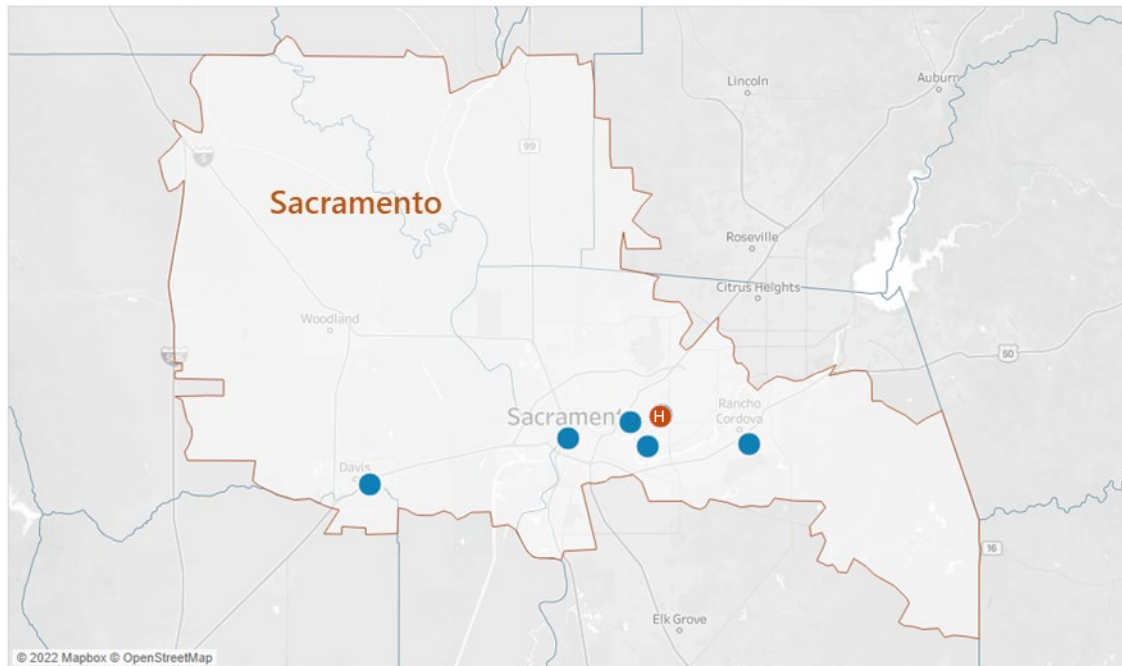 Lincoln
Auburn
5
99
Sacramento
Roseville
Citrus Heights
Woodland
50
Rancho
Cordova
Sacrament
H
Davis
16
Elk Grove
© 2022 Mapbox © OpenStreetMap